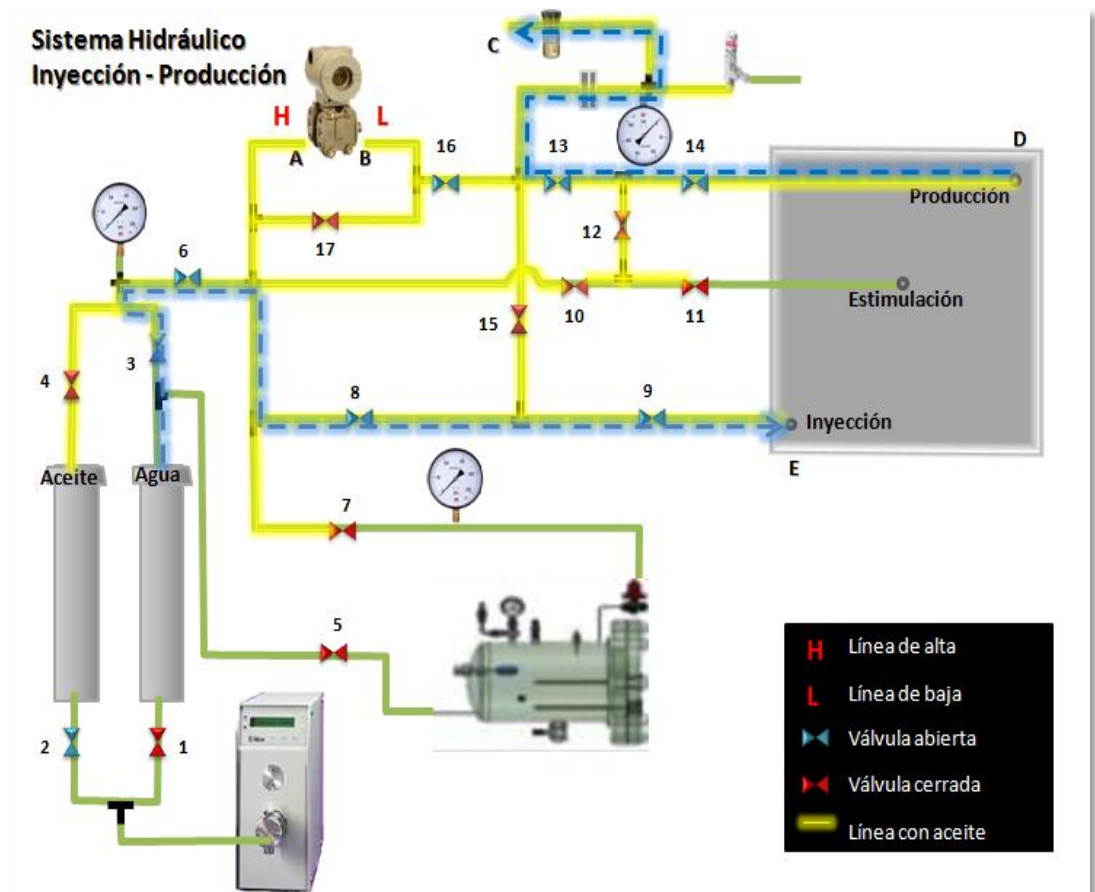 Sistema Hidráulico
Inyección - Producción
C
H
L
A
B
16
13
14
D
Producción
17
12
6
Estimulación
10
11
15
3
4
8
9
Inyección
E
Aceite
Agua
7
5
2
1
H Línea de alta
L Línea de baja
Válvula abierta
Válvula cerrada
Línea con aceite